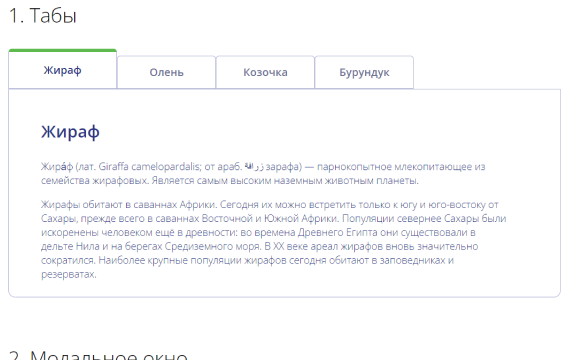 1. Табы
Жираф
Олень
Козочка
Бурундук
Жираф
Жира́ф (лат. Giraffa camelopardalis; от араб. زرافة зарафа) — парнокопытное млекопитающее из
семейства жирафовых. Является самым высоким наземным животным планеты.
Жирафы обитают в саваннах Африки. Сегодня их можно встретить только к югу и юго-востоку от
Сахары, прежде всего в саваннах Восточной и Южной Африки. Популяции севернее Сахары были
искоренены человеком ещё в древности: во времена Древнего Египта они существовали в
дельте Нила и на берегах Средиземного моря. В XX веке ареал жирафов вновь значительно
сократился. Наиболее крупные популяции жирафов сегодня обитают в заповедниках и
резерватах.
2. Модальное окно